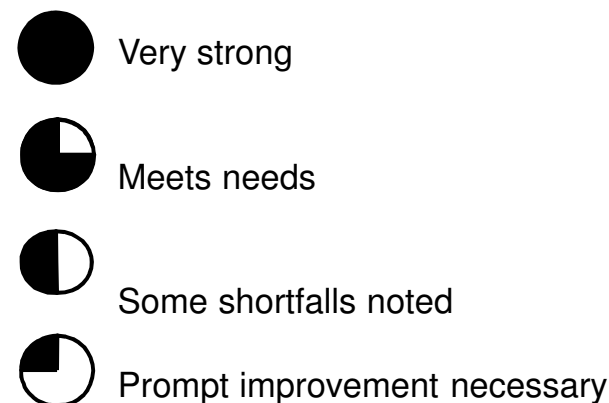 Very strong
Meets needs
Some shortfalls noted
Prompt improvement necessary